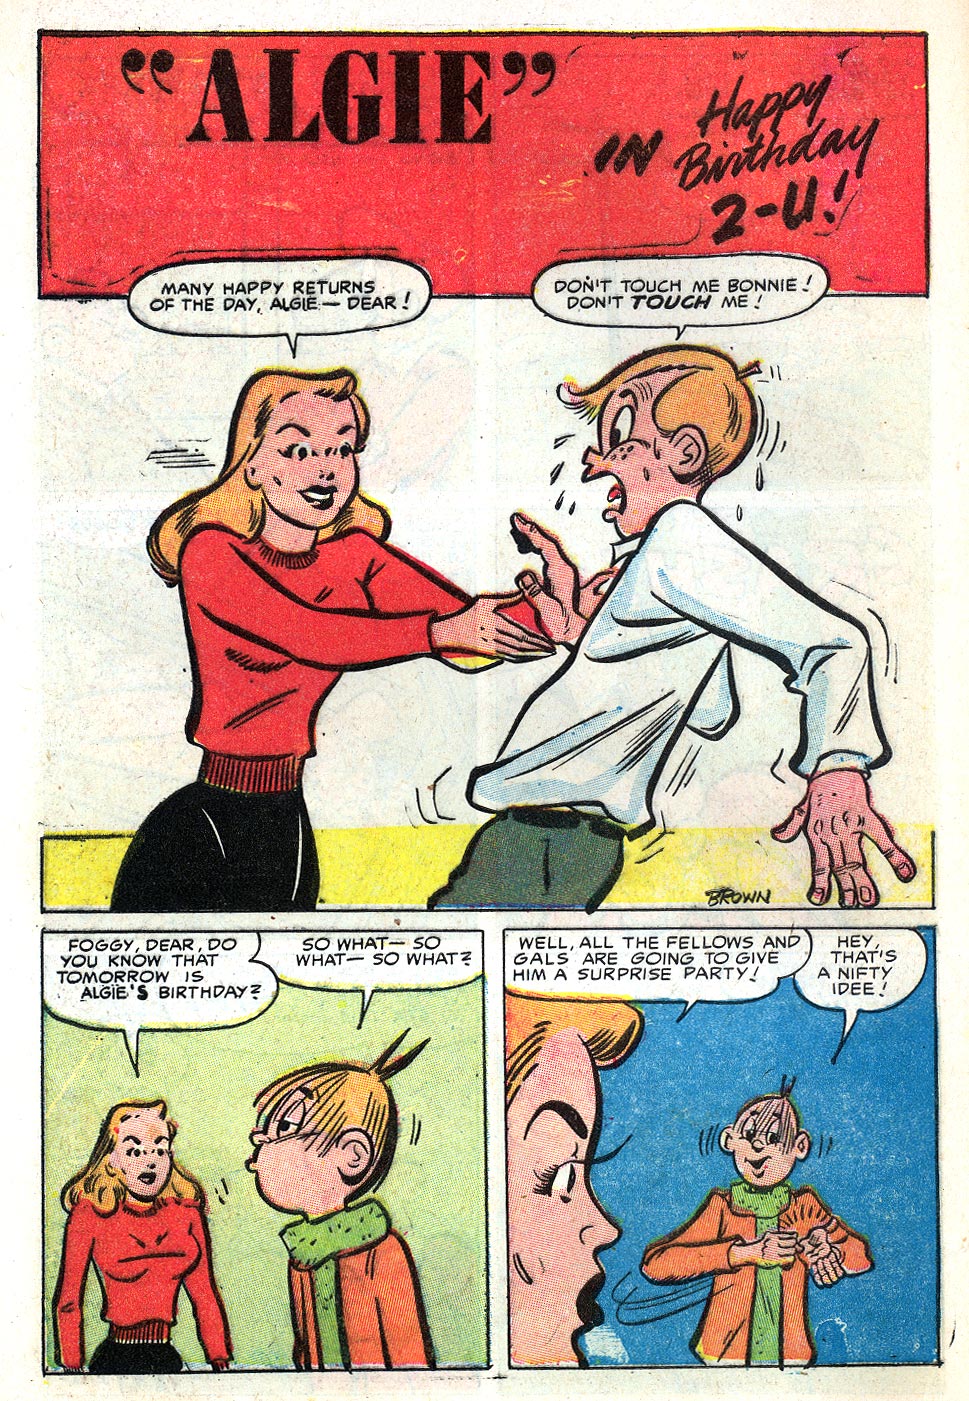 "ALGIE"
IN Happy
Birthday
2-U!
MANY HAPPY RETURNS
OF THE DAY, ALGIE— DEAR!
DON'T TOUCH ME BONNIE!
DON'T TOUCH ME!
BROWN
FOGGY, DEAR, DO
YOU KNOW THAT
TOMORROW IS
ALGIE'S BIRTHDAY?
SO WHAT— SO
WHAT— SO WHAT?
WELL, ALL THE FELLOWS AND
GALS ARE GOING TO GIVE
HIM A SURPRISE PARTY!
HEY,
THAT'S
A NIFTY
IDEE!